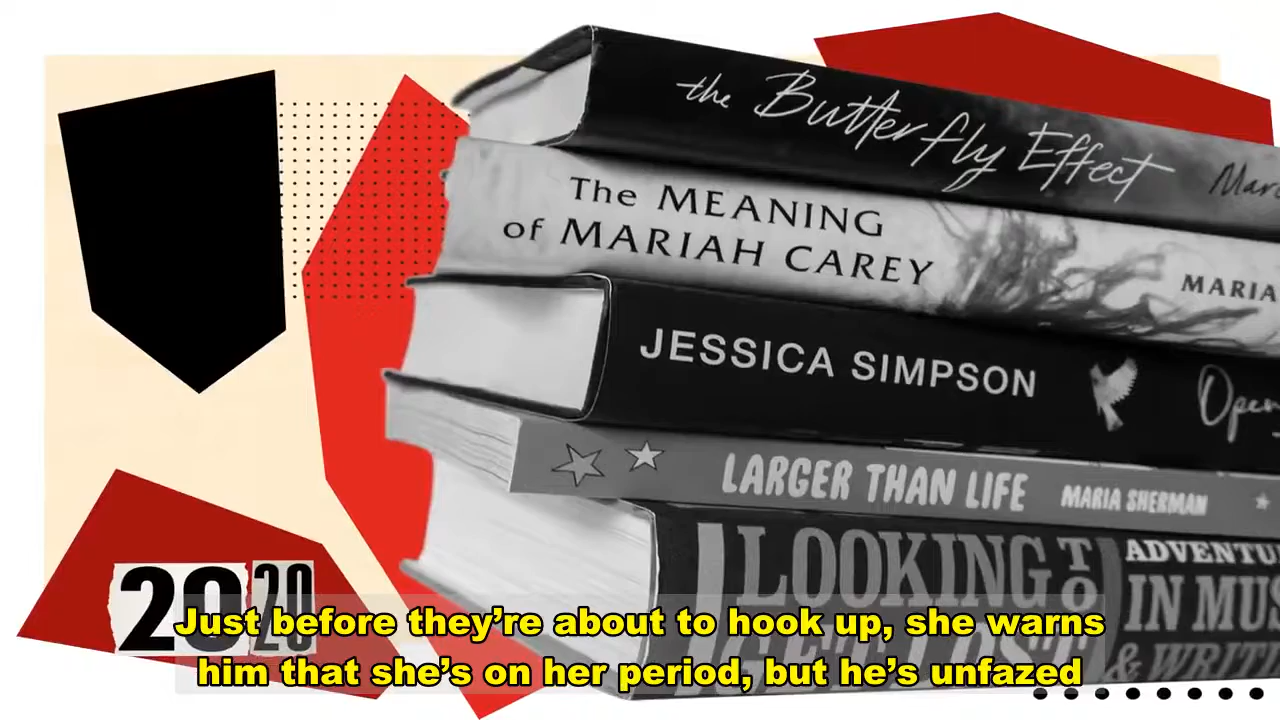 the Butterfly Effect
The MEANING
of MARIAH CAREY
MARIA
JESSICA SIMPSON
Open
LARGER THAN LIFE MARIA SHERMAN
LOOKING TO
ADVENTU
IN MUS
& WRITI
2020
Just before they’re about to hook up, she warns
him that she’s on her period, but he’s unfazed